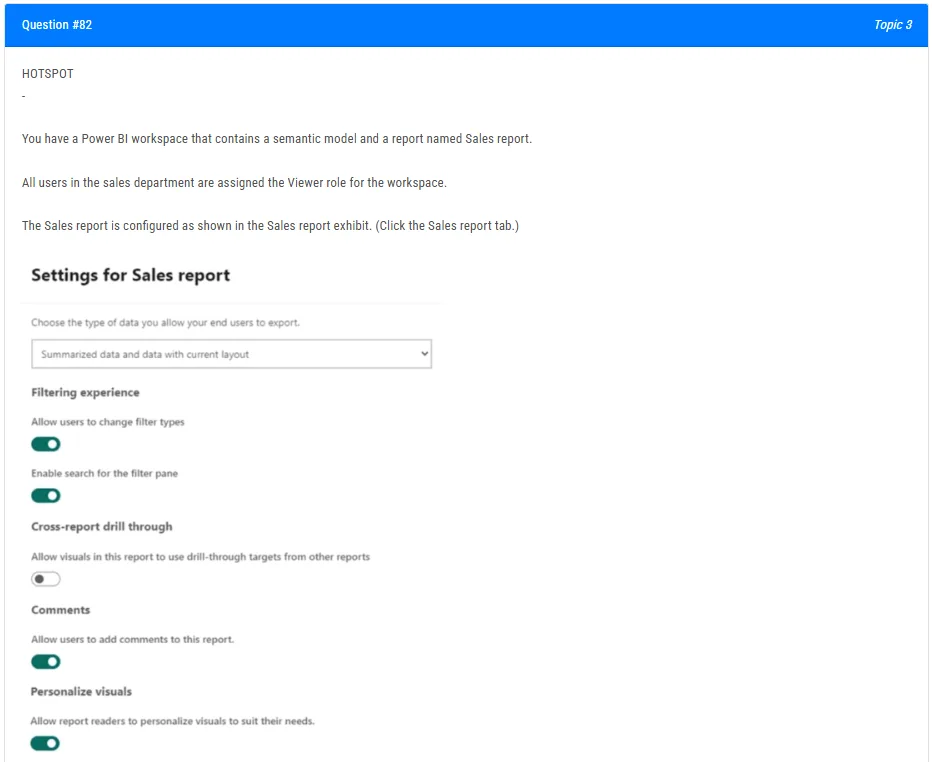 Question #82
Topic 3
HOTSPOT
-
You have a Power BI workspace that contains a semantic model and a report named Sales report.
All users in the sales department are assigned the Viewer role for the workspace.
The Sales report is configured as shown in the Sales report exhibit. (Click the Sales report tab.)
Settings for Sales report
Choose the type of data you allow your end users to export.
Summarized data and data with current layout
Filtering experience
Allow users to change filter types
Enable search for the filter pane
Cross-report drill through
Allow visuals in this report to use drill-through targets from other reports
Comments
Allow users to add comments to this report.
Personalize visuals
Allow report readers to personalize visuals to suit their needs.